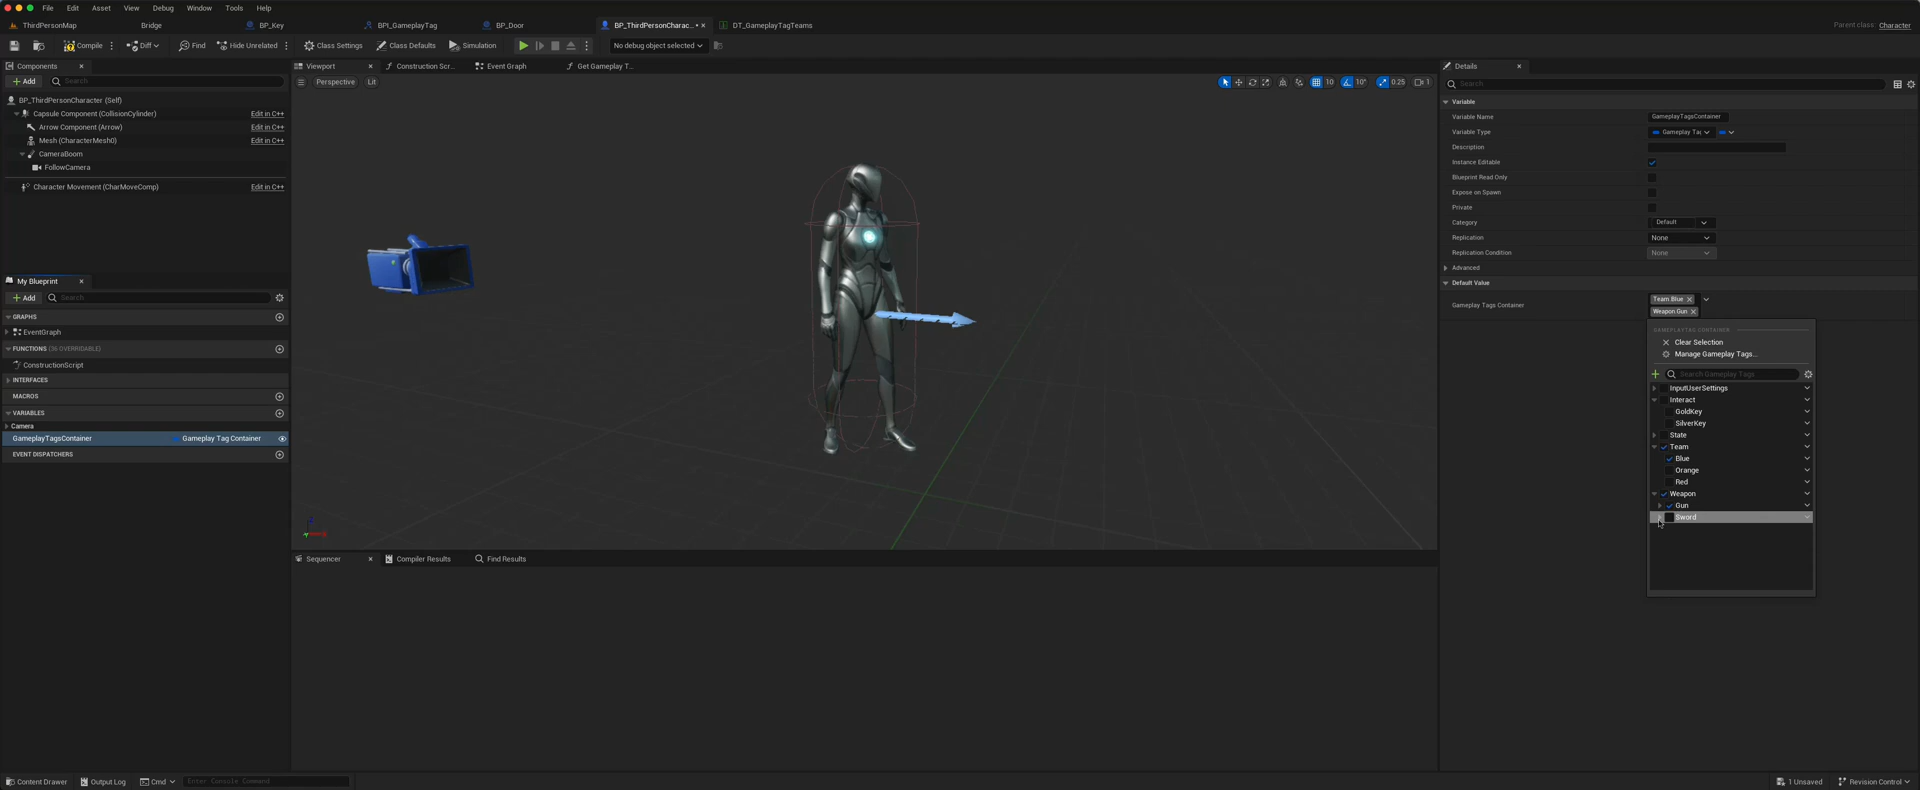 File Edit Asset View Debug Window Tools Help
ThirdPersonMap Bridge BP_Key BPI_GameplayTag BP_Door BP_ThirdPersonCharac... DT_GameplayTagTeams Parent class: Character
Compile Diff Find Hide Unrelated Class Settings Class Defaults Simulation No debug object selected
Components
Add Search
BP_ThirdPersonCharacter (Self)
Capsule Component (CollisionCylinder) Edit in C++
Arrow Component (Arrow) Edit in C++
Mesh (CharacterMesh0) Edit in C++
CameraBoom
FollowCamera
Character Movement (CharMoveComp) Edit in C++
My Blueprint
Add Search
GRAPHS
EventGraph
FUNCTIONS (36 OVERRIDABLE)
ConstructionScript
INTERFACES
MACROS
VARIABLES
Camera
GameplayTagsContainer Gameplay Tag Container
EVENT DISPATCHERS
Viewport Construction Scr... Event Graph Get Gameplay T...
Perspective Lit 10 10° 0.25 1
Sequencer Compiler Results Find Results
Details
Search
Variable
Variable Name GameplayTagsContainer
Variable Type Gameplay Tag
Description
Instance Editable
Blueprint Read Only
Expose on Spawn
Private
Category Default
Replication None
Replication Condition None
Advanced
Default Value
Gameplay Tags Container Team.Blue
Weapon.Gun
GAMEPLAYTAG CONTAINER
Clear Selection
Manage Gameplay Tags...
Search Gameplay Tags
InputUserSettings
Interact
GoldKey
SilverKey
State
Team
Blue
Orange
Red
Weapon
Gun
Sword
Content Drawer Output Log Cmd Enter Console Command 1 Unsaved Revision Control